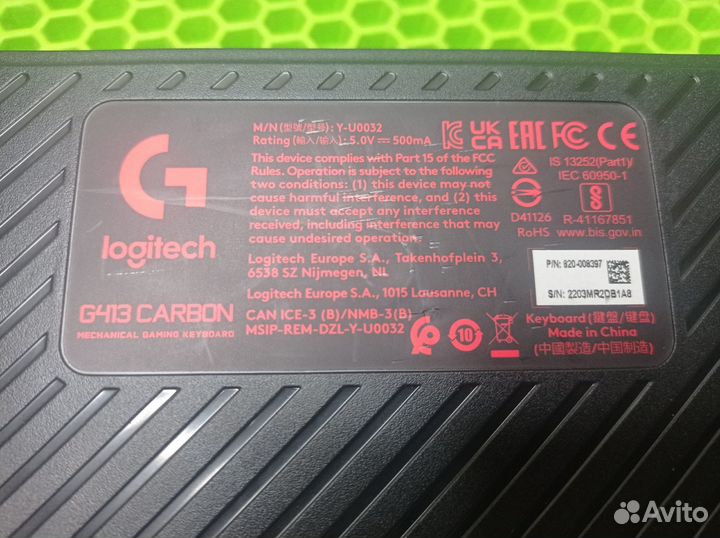 logitech
G413 CARBON
MECHANICAL GAMING KEYBOARD
M/N (型號/型号): Y-U0032
Rating (輸入/输入): 5.0V ⎓ 500mA
This device complies with Part 15 of the FCC
Rules. Operation is subject to the following
two conditions: (1) this device may not
cause harmful interference, and (2) this
device must accept any interference
received, including interference that may
cause undesired operation.
Logitech Europe S.A., Takenhofplein 3,
6538 SZ Nijmegen, NL
Logitech Europe S.A., 1015 Lausanne, CH
CAN ICE-3 (B)/NMB-3(B)
MSIP-REM-DZL-Y-U0032
10
UK
CA
EAC
FC
CE
IS 13252(Part1)/
IEC 60950-1
D41126
RoHS
R-41167851
www.bis.gov.in
P/N: 820-008397
S/N: 2203MR2DB1A8
Keyboard (鍵盤/键盘)
Made in China
(中國製造/中国制造)
Avito